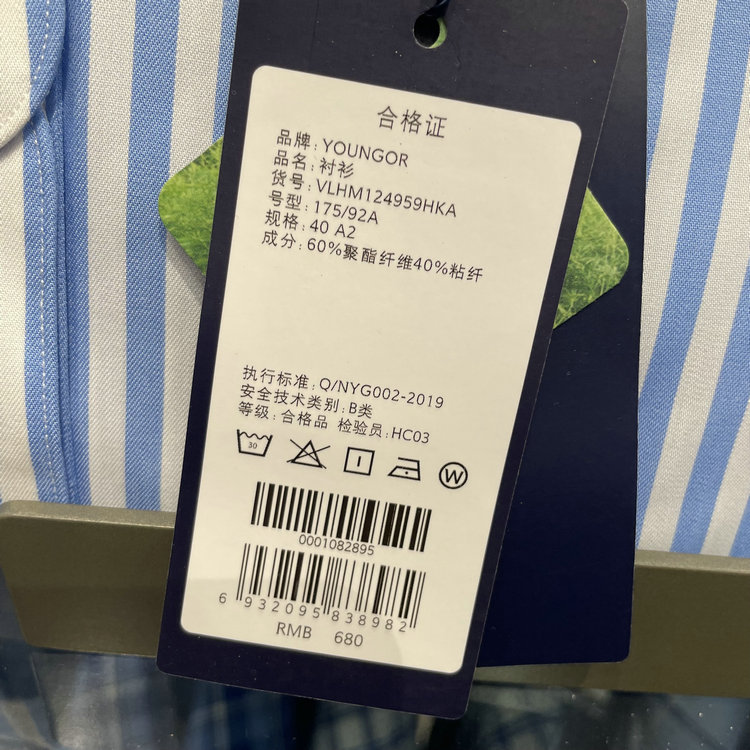 合格证
品牌: YOUNGOR
品名: 衬衫
货号: VLHM124959HKA
号型: 175/92A
规格: 40 A2
成分: 60%聚酯纤维40%粘纤
执行标准: Q/NYG002-2019
安全技术类别: B类
等级: 合格品 检验员: HC03
30
W
0001082895
6 932095 838982
RMB 680